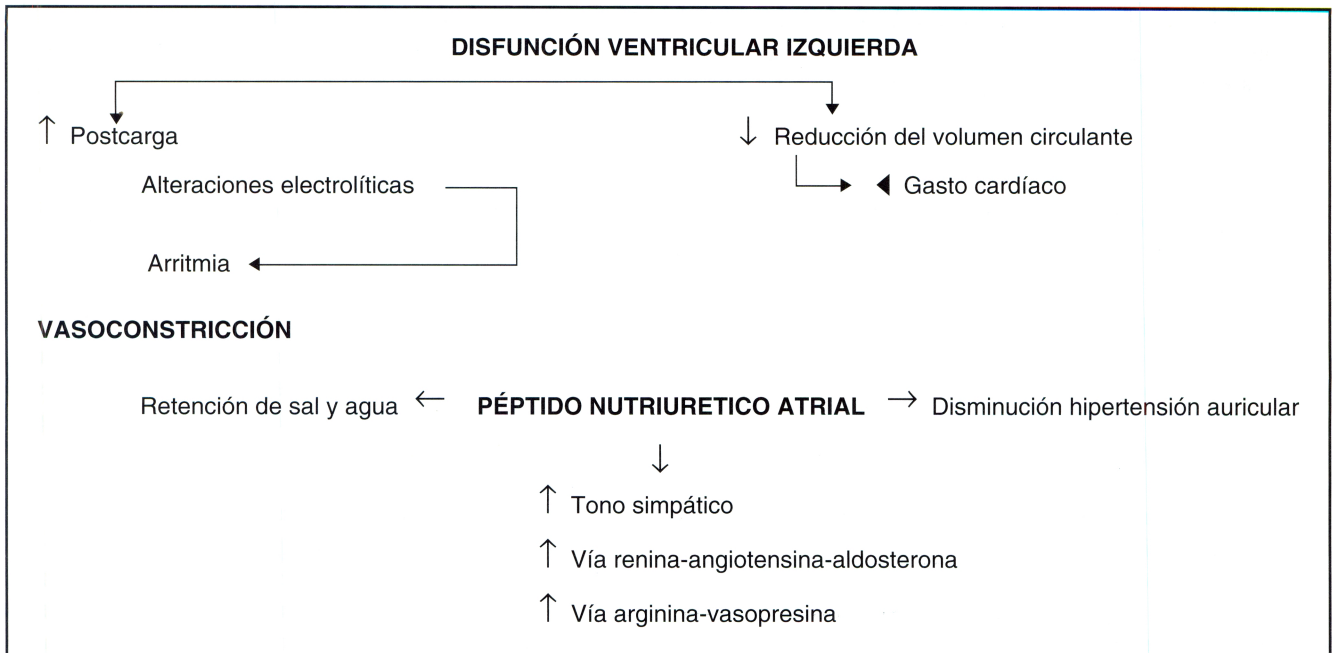 DISFUNCIÓN VENTRICULAR IZQUIERDA
↑ Postcarga
↓ Reducción del volumen circulante
Alteraciones electrolíticas
Gasto cardíaco
Arritmia
VASOCONSTRICCIÓN
Retención de sal y agua ← PÉPTIDO NUTRIURETICO ATRIAL → Disminución hipertensión auricular
↓
↑ Tono simpático
↑ Vía renina-angiotensina-aldosterona
↑ Vía arginina-vasopresina